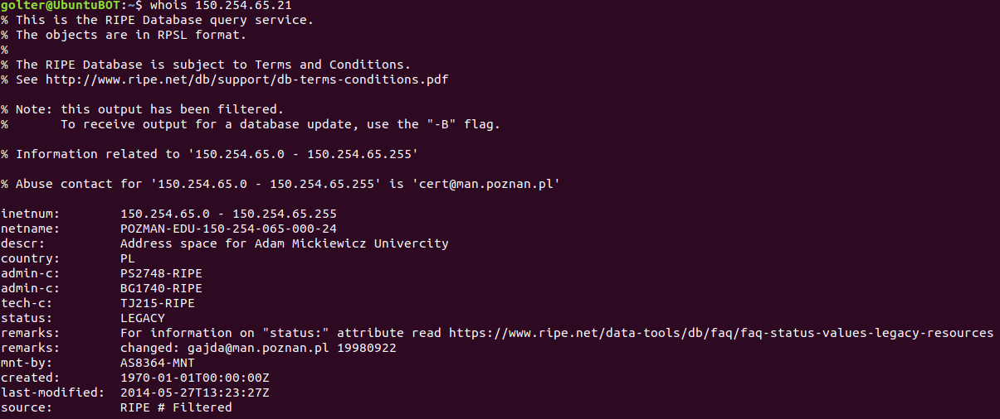 golter@UbuntuBOT:~$ whois 150.254.65.21
% This is the RIPE Database query service.
% The objects are in RPSL format.
%
% The RIPE Database is subject to Terms and Conditions.
% See http://www.ripe.net/db/support/db-terms-conditions.pdf

% Note: this output has been filtered.
%       To receive output for a database update, use the "-B" flag.

% Information related to '150.254.65.0 - 150.254.65.255'

% Abuse contact for '150.254.65.0 - 150.254.65.255' is 'cert@man.poznan.pl'

inetnum:        150.254.65.0 - 150.254.65.255
netname:        POZMAN-EDU-150-254-065-000-24
descr:          Address space for Adam Mickiewicz Univercity
country:        PL
admin-c:        PS2748-RIPE
admin-c:        BG1740-RIPE
tech-c:         TJ215-RIPE
status:         LEGACY
remarks:        For information on "status:" attribute read https://www.ripe.net/data-tools/db/faq/faq-status-values-legacy-resources
remarks:        changed: gajda@man.poznan.pl 19980922
mnt-by:         AS8364-MNT
created:        1970-01-01T00:00:00Z
last-modified:  2014-05-27T13:23:27Z
source:         RIPE # Filtered